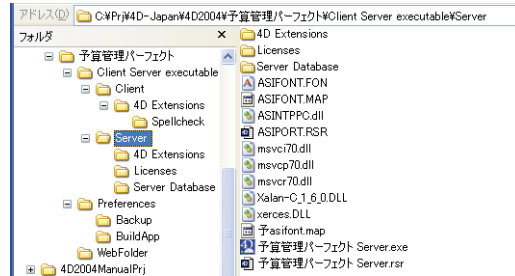 アドレス(D) C:¥Prj¥4D-Japan¥4D2004¥予算管理パーフェクト¥Client Server executable¥Server
フォルダ
予算管理パーフェクト
Client Server executable
Client
4D Extensions
Spellcheck
Server
4D Extensions
Licenses
Server Database
Preferences
Backup
BuildApp
WebFolder
4D2004ManualPrj
4D Extensions
Licenses
Server Database
ASIFONT.FON
ASIFONT.MAP
ASINTPPC.dll
ASIPORT.RSR
msvci70.dll
msvcp70.dll
msvcr70.dll
Xalan-C_1_6_0.DLL
xerces.DLL
予asifont.map
予算管理パーフェクト Server.exe
予算管理パーフェクト Server.rsr